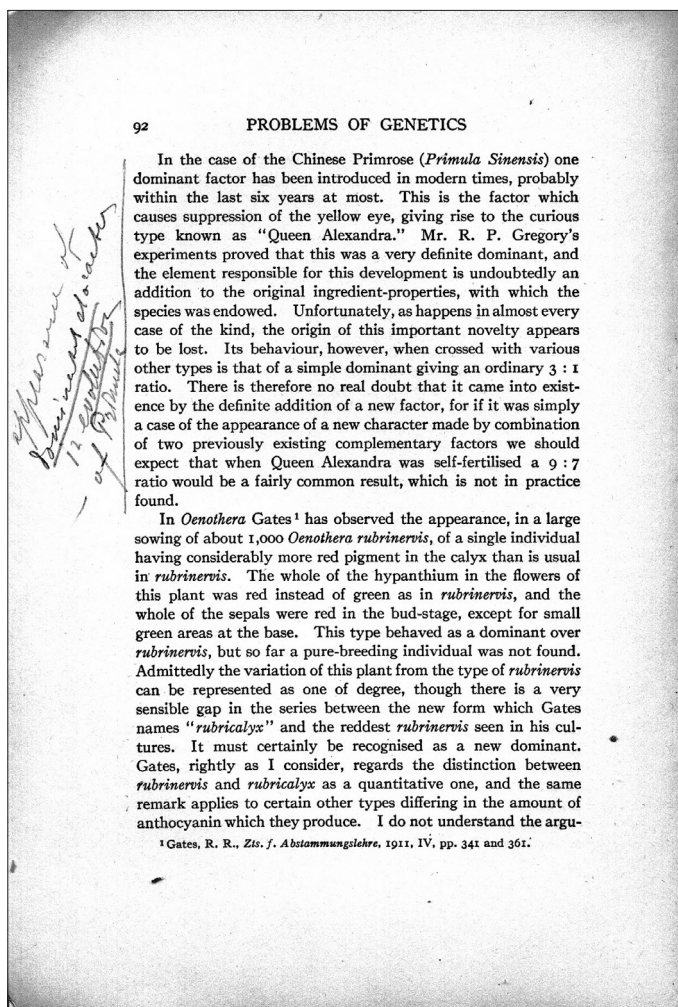 92 PROBLEMS OF GENETICS
In the case of the Chinese Primrose (Primula Sinensis) one
dominant factor has been introduced in modern times, probably
within the last six years at most. This is the factor which
causes suppression of the yellow eye, giving rise to the curious
type known as "Queen Alexandra." Mr. R. P. Gregory's
experiments proved that this was a very definite dominant, and
the element responsible for this development is undoubtedly an
addition to the original ingredient-properties, with which the
species was endowed. Unfortunately, as happens in almost every
case of the kind, the origin of this important novelty appears
to be lost. Its behaviour, however, when crossed with various
other types is that of a simple dominant giving an ordinary 3 : 1
ratio. There is therefore no real doubt that it came into exist-
ence by the definite addition of a new factor, for if it was simply
a case of the appearance of a new character made by combination
of two previously existing complementary factors we should
expect that when Queen Alexandra was self-fertilised a 9 : 7
ratio would be a fairly common result, which is not in practice
found.
In Oenothera Gates¹ has observed the appearance, in a large
sowing of about 1,000 Oenothera rubrinervis, of a single individual
having considerably more red pigment in the calyx than is usual
in rubrinervis. The whole of the hypanthium in the flowers of
this plant was red instead of green as in rubrinervis, and the
whole of the sepals were red in the bud-stage, except for small
green areas at the base. This type behaved as a dominant over
rubrinervis, but so far a pure-breeding individual was not found.
Admittedly the variation of this plant from the type of rubrinervis
can be represented as one of degree, though there is a very
sensible gap in the series between the new form which Gates
names "rubricalyx" and the reddest rubrinervis seen in his cul-
tures. It must certainly be recognised as a new dominant.
Gates, rightly as I consider, regards the distinction between
rubrinervis and rubricalyx as a quantitative one, and the same
remark applies to certain other types differing in the amount of
anthocyanin which they produce. I do not understand the argu-
¹ Gates, R. R., Zts. f. Abstammungslehre, 1911, IV, pp. 341 and 361.
appearance of
dominant character
in evolution
– of Primula